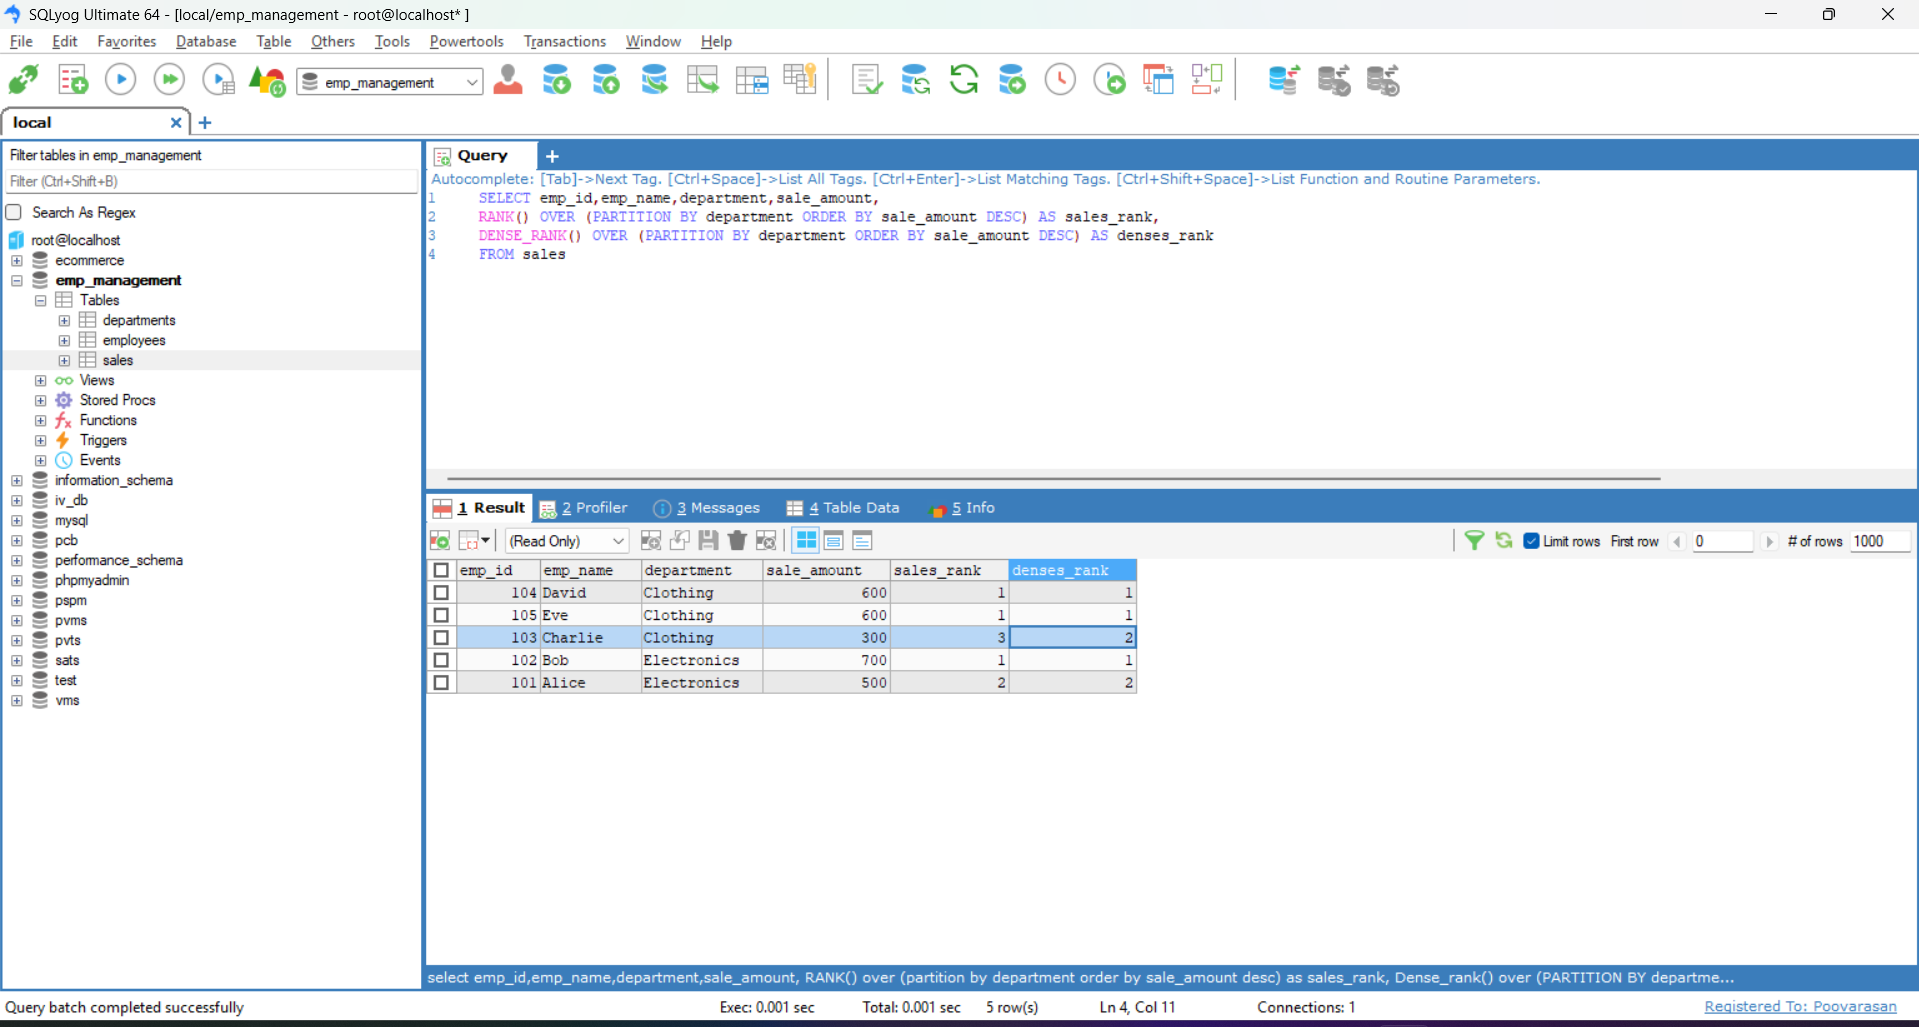 SQLyog Ultimate 64 - [local/emp_management - root@localhost* ]
File Edit Favorites Database Table Others Tools Powertools Transactions Window Help
emp_management
local
Filter tables in emp_management
Filter (Ctrl+Shift+B)
Search As Regex
root@localhost
ecommerce
emp_management
Tables
departments
employees
sales
Views
Stored Procs
Functions
Triggers
Events
information_schema
iv_db
mysql
pcb
performance_schema
phpmyadmin
pspm
pvms
pvts
sats
test
vms
Query
Autocomplete: [Tab]->Next Tag. [Ctrl+Space]->List All Tags. [Ctrl+Enter]->List Matching Tags. [Ctrl+Shift+Space]->List Function and Routine Parameters.
1 SELECT emp_id,emp_name,department,sale_amount,
2 RANK() OVER (PARTITION BY department ORDER BY sale_amount DESC) AS sales_rank,
3 DENSE_RANK() OVER (PARTITION BY department ORDER BY sale_amount DESC) AS denses_rank
4 FROM sales
1 Result 2 Profiler 3 Messages 4 Table Data 5 Info
(Read Only) Limit rows First row 0 # of rows 1000
emp_id emp_name department sale_amount sales_rank denses_rank
104 David Clothing 600 1 1
105 Eve Clothing 600 1 1
103 Charlie Clothing 300 3 2
102 Bob Electronics 700 1 1
101 Alice Electronics 500 2 2
select emp_id,emp_name,department,sale_amount, RANK() over (partition by department order by sale_amount desc) as sales_rank, Dense_rank() over (PARTITION BY departme...
Query batch completed successfully Exec: 0.001 sec Total: 0.001 sec 5 row(s) Ln 4, Col 11 Connections: 1 Registered To: Poovarasan